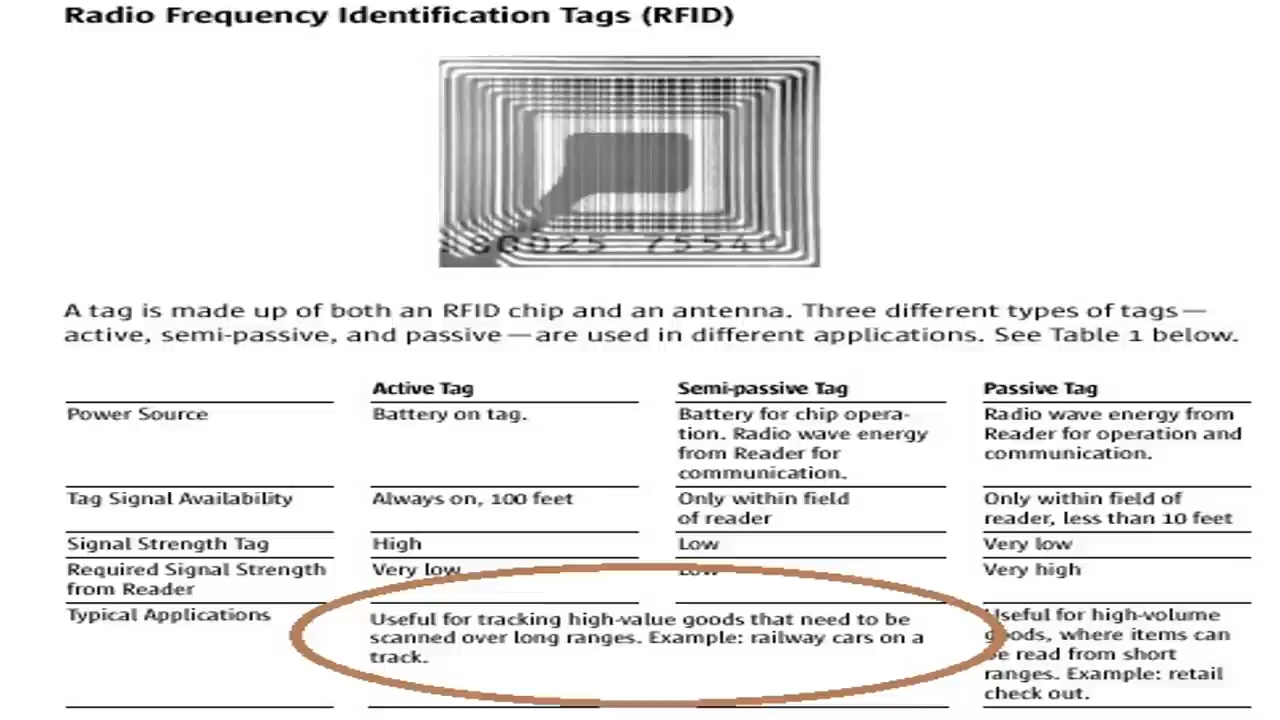 Radio Frequency Identification Tags (RFID)
180025 75540
A tag is made up of both an RFID chip and an antenna. Three different types of tags—
active, semi-passive, and passive—are used in different applications. See Table 1 below.
Active Tag
Semi-passive Tag
Passive Tag
Power Source
Battery on tag.
Battery for chip opera-
tion. Radio wave energy
from Reader for
communication.
Radio wave energy from
Reader for operation and
communication.
Tag Signal Availability
Always on, 100 feet
Only within field
of reader
Only within field of
reader, less than 10 feet
Signal Strength Tag
High
Low
Very low
Required Signal Strength
from Reader
Very low
Low
Very high
Typical Applications
Useful for tracking high-value goods that need to be
scanned over long ranges. Example: railway cars on a
track.
Useful for high-volume
goods, where items can
be read from short
ranges. Example: retail
check out.